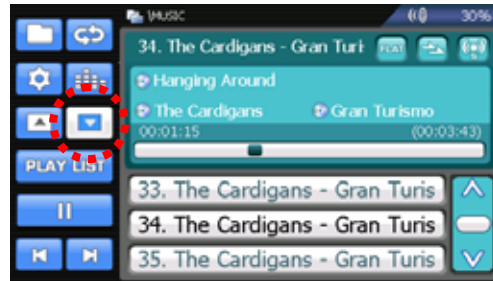 \MUSIC 30%
34. The Cardigans - Gran Turi FLAT
Hanging Around
The Cardigans Gran Turismo
00:01:15 (00:03:43)
PLAY LIST
33. The Cardigans - Gran Turis
34. The Cardigans - Gran Turis
35. The Cardigans - Gran Turis